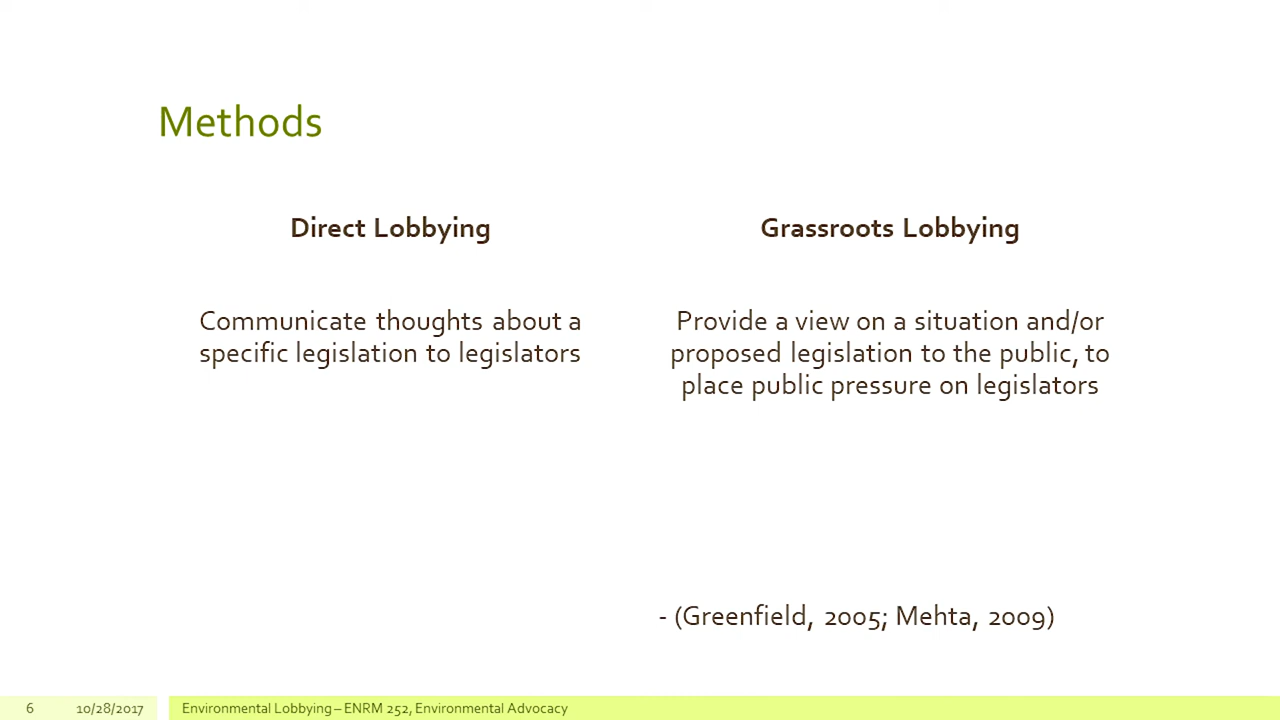 Methods
Direct Lobbying
Communicate thoughts about a
specific legislation to legislators
Grassroots Lobbying
Provide a view on a situation and/or
proposed legislation to the public, to
place public pressure on legislators
- (Greenfield, 2005; Mehta, 2009)
6 10/28/2017 Environmental Lobbying – ENRM 252, Environmental Advocacy